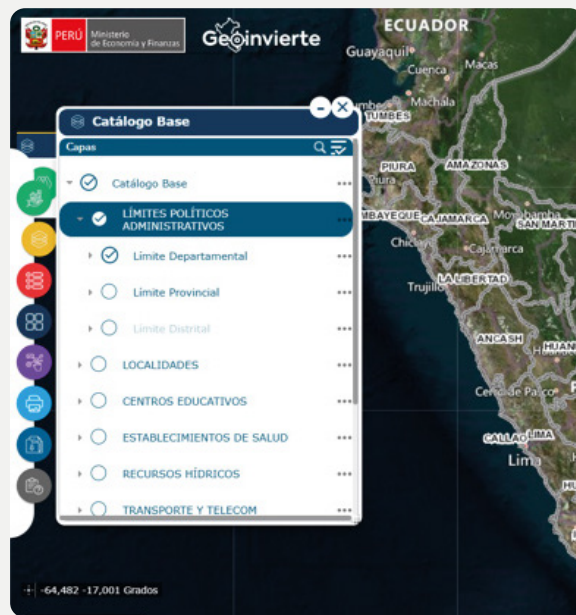 PERÚ
Ministerio
de Economía y Finanzas
Geoinvierte
ECUADOR
Guayaquil
Cuenca
Macas
Machala
TUMBES
PIURA
Piura
AMAZONAS
CAJAMARCA
SAN MARTI
Cajamarca
Trujillo
LA LIBERTAD
ANCASH
HUAN
Cerro de Pasco
CALLAO
LIMA
Lima
HU
Catálogo Base
Capas
Catálogo Base
LÍMITES POLÍTICOS
ADMINISTRATIVOS
Límite Departamental
Límite Provincial
Límite Distrital
LOCALIDADES
CENTROS EDUCATIVOS
ESTABLECIMIENTOS DE SALUD
RECURSOS HÍDRICOS
TRANSPORTE Y TELECOM
-64,482 -17,001 Grados